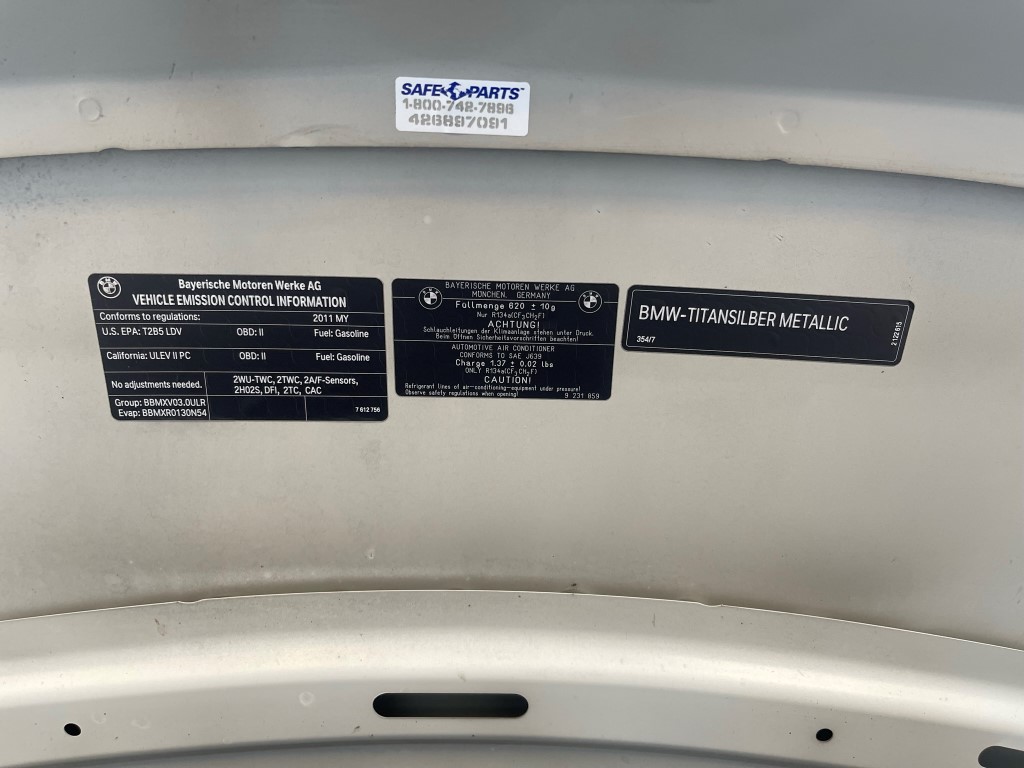 SAFE PARTS
1-800-742-7896
426897091
Bayerische Motoren Werke AG
VEHICLE EMISSION CONTROL INFORMATION
Conforms to regulations: 2011 MY
U.S. EPA: T2B5 LDV OBD: II Fuel: Gasoline
California: ULEV II PC OBD: II Fuel: Gasoline
No adjustments needed. 2WU-TWC, 2TWC, 2A/F-Sensors,
2HO2S, DFI, 2TC, CAC
Group: BBMXV03.0ULR
Evap: BBMXR0130N54 7 612 756
BAYERISCHE MOTOREN WERKE AG
MÜNCHEN, GERMANY
Füllmenge 620 ± 10g
Nur R134a(CF3CH2F)
ACHTUNG!
Schlauchleitungen der Klimaanlage stehen unter Druck.
Beim Öffnen Sicherheitsvorschriften beachten!
AUTOMOTIVE AIR CONDITIONER
CONFORMS TO SAE J639
Charge 1.37 ± 0.02 lbs
ONLY R134a(CF3CH2F)
CAUTION!
Refrigerant lines of air-conditioning-equipment under pressure!
Observe safety regulations when opening!
9 231 859
BMW-TITANSILBER METALLIC
354/7
2 122 615